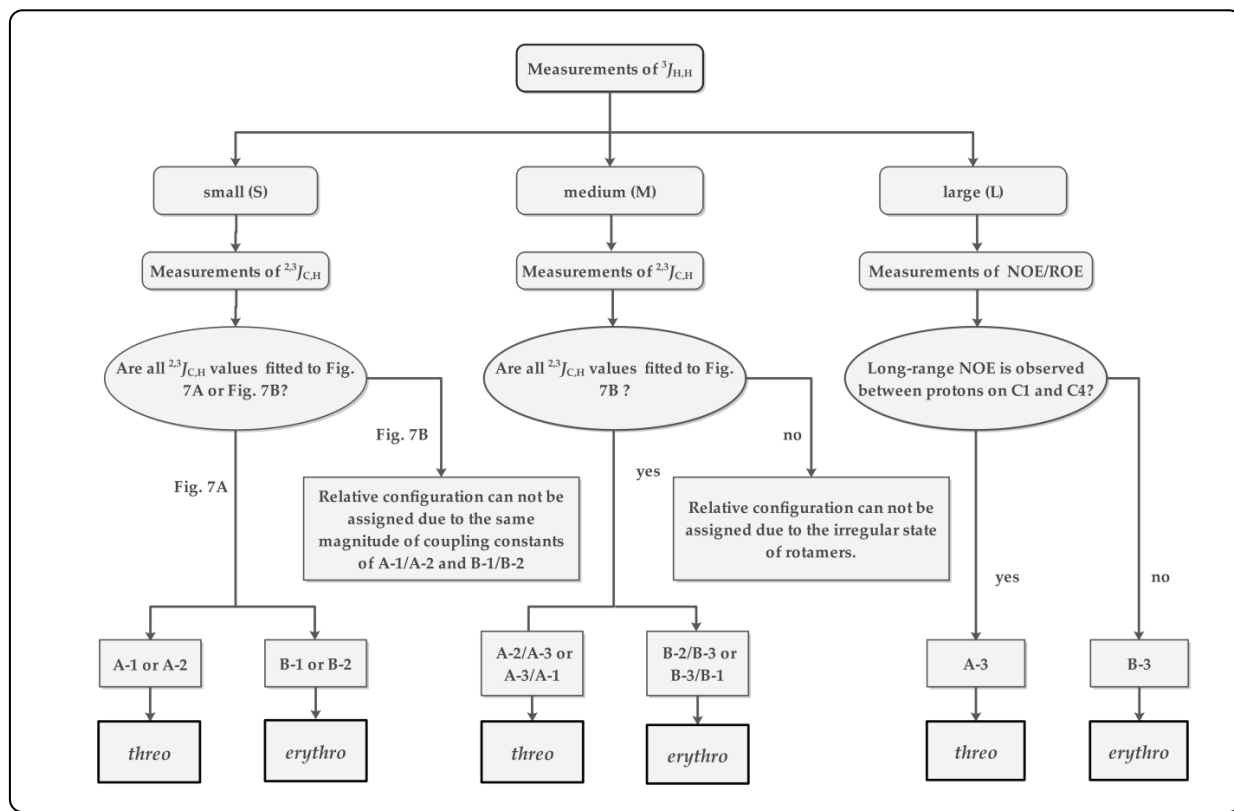 Measurements of ³J_H,H
small (S)
medium (M)
large (L)
Measurements of ²,³J_C,H
Measurements of ²,³J_C,H
Measurements of NOE/ROE
Are all ²,³J_C,H values fitted to Fig.
7A or Fig. 7B?
Are all ²,³J_C,H values fitted to Fig.
7B ?
Long-range NOE is observed
between protons on C1 and C4?
Fig. 7B
no
Fig. 7A
yes
Relative configuration can not be
assigned due to the same
magnitude of coupling constants
of A-1/A-2 and B-1/B-2
Relative configuration can not be
assigned due to the irregular state
of rotamers.
yes
no
A-1 or A-2
B-1 or B-2
A-2/A-3 or
A-3/A-1
B-2/B-3 or
B-3/B-1
A-3
B-3
threo
erythro
threo
erythro
threo
erythro